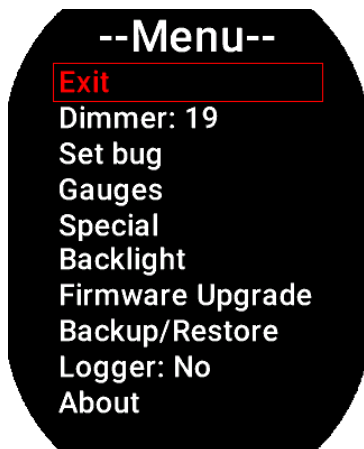 --Menu--
Exit
Dimmer: 19
Set bug
Gauges
Special
Backlight
Firmware Upgrade
Backup/Restore
Logger: No
About